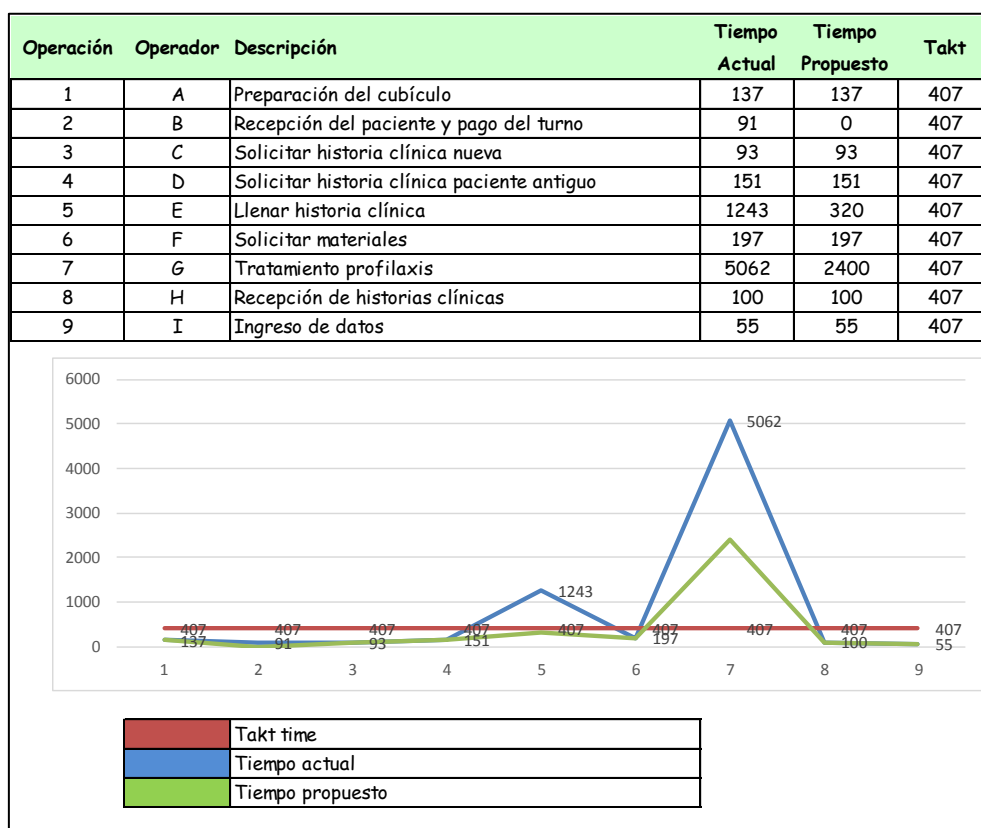 Operación Operador Descripción Tiempo Actual Tiempo Propuesto Takt
1 A Preparación del cubículo 137 137 407
2 B Recepción del paciente y pago del turno 91 0 407
3 C Solicitar historia clínica nueva 93 93 407
4 D Solicitar historia clínica paciente antiguo 151 151 407
5 E Llenar historia clínica 1243 320 407
6 F Solicitar materiales 197 197 407
7 G Tratamiento profilaxis 5062 2400 407
8 H Recepción de historias clínicas 100 100 407
9 I Ingreso de datos 55 55 407
6000
5000
4000
3000
2000
1000
0
5062
1243
407 407 407 407 407 407 407 407 407
137 91 93 151 197 100 55
1 2 3 4 5 6 7 8 9
Takt time
Tiempo actual
Tiempo propuesto